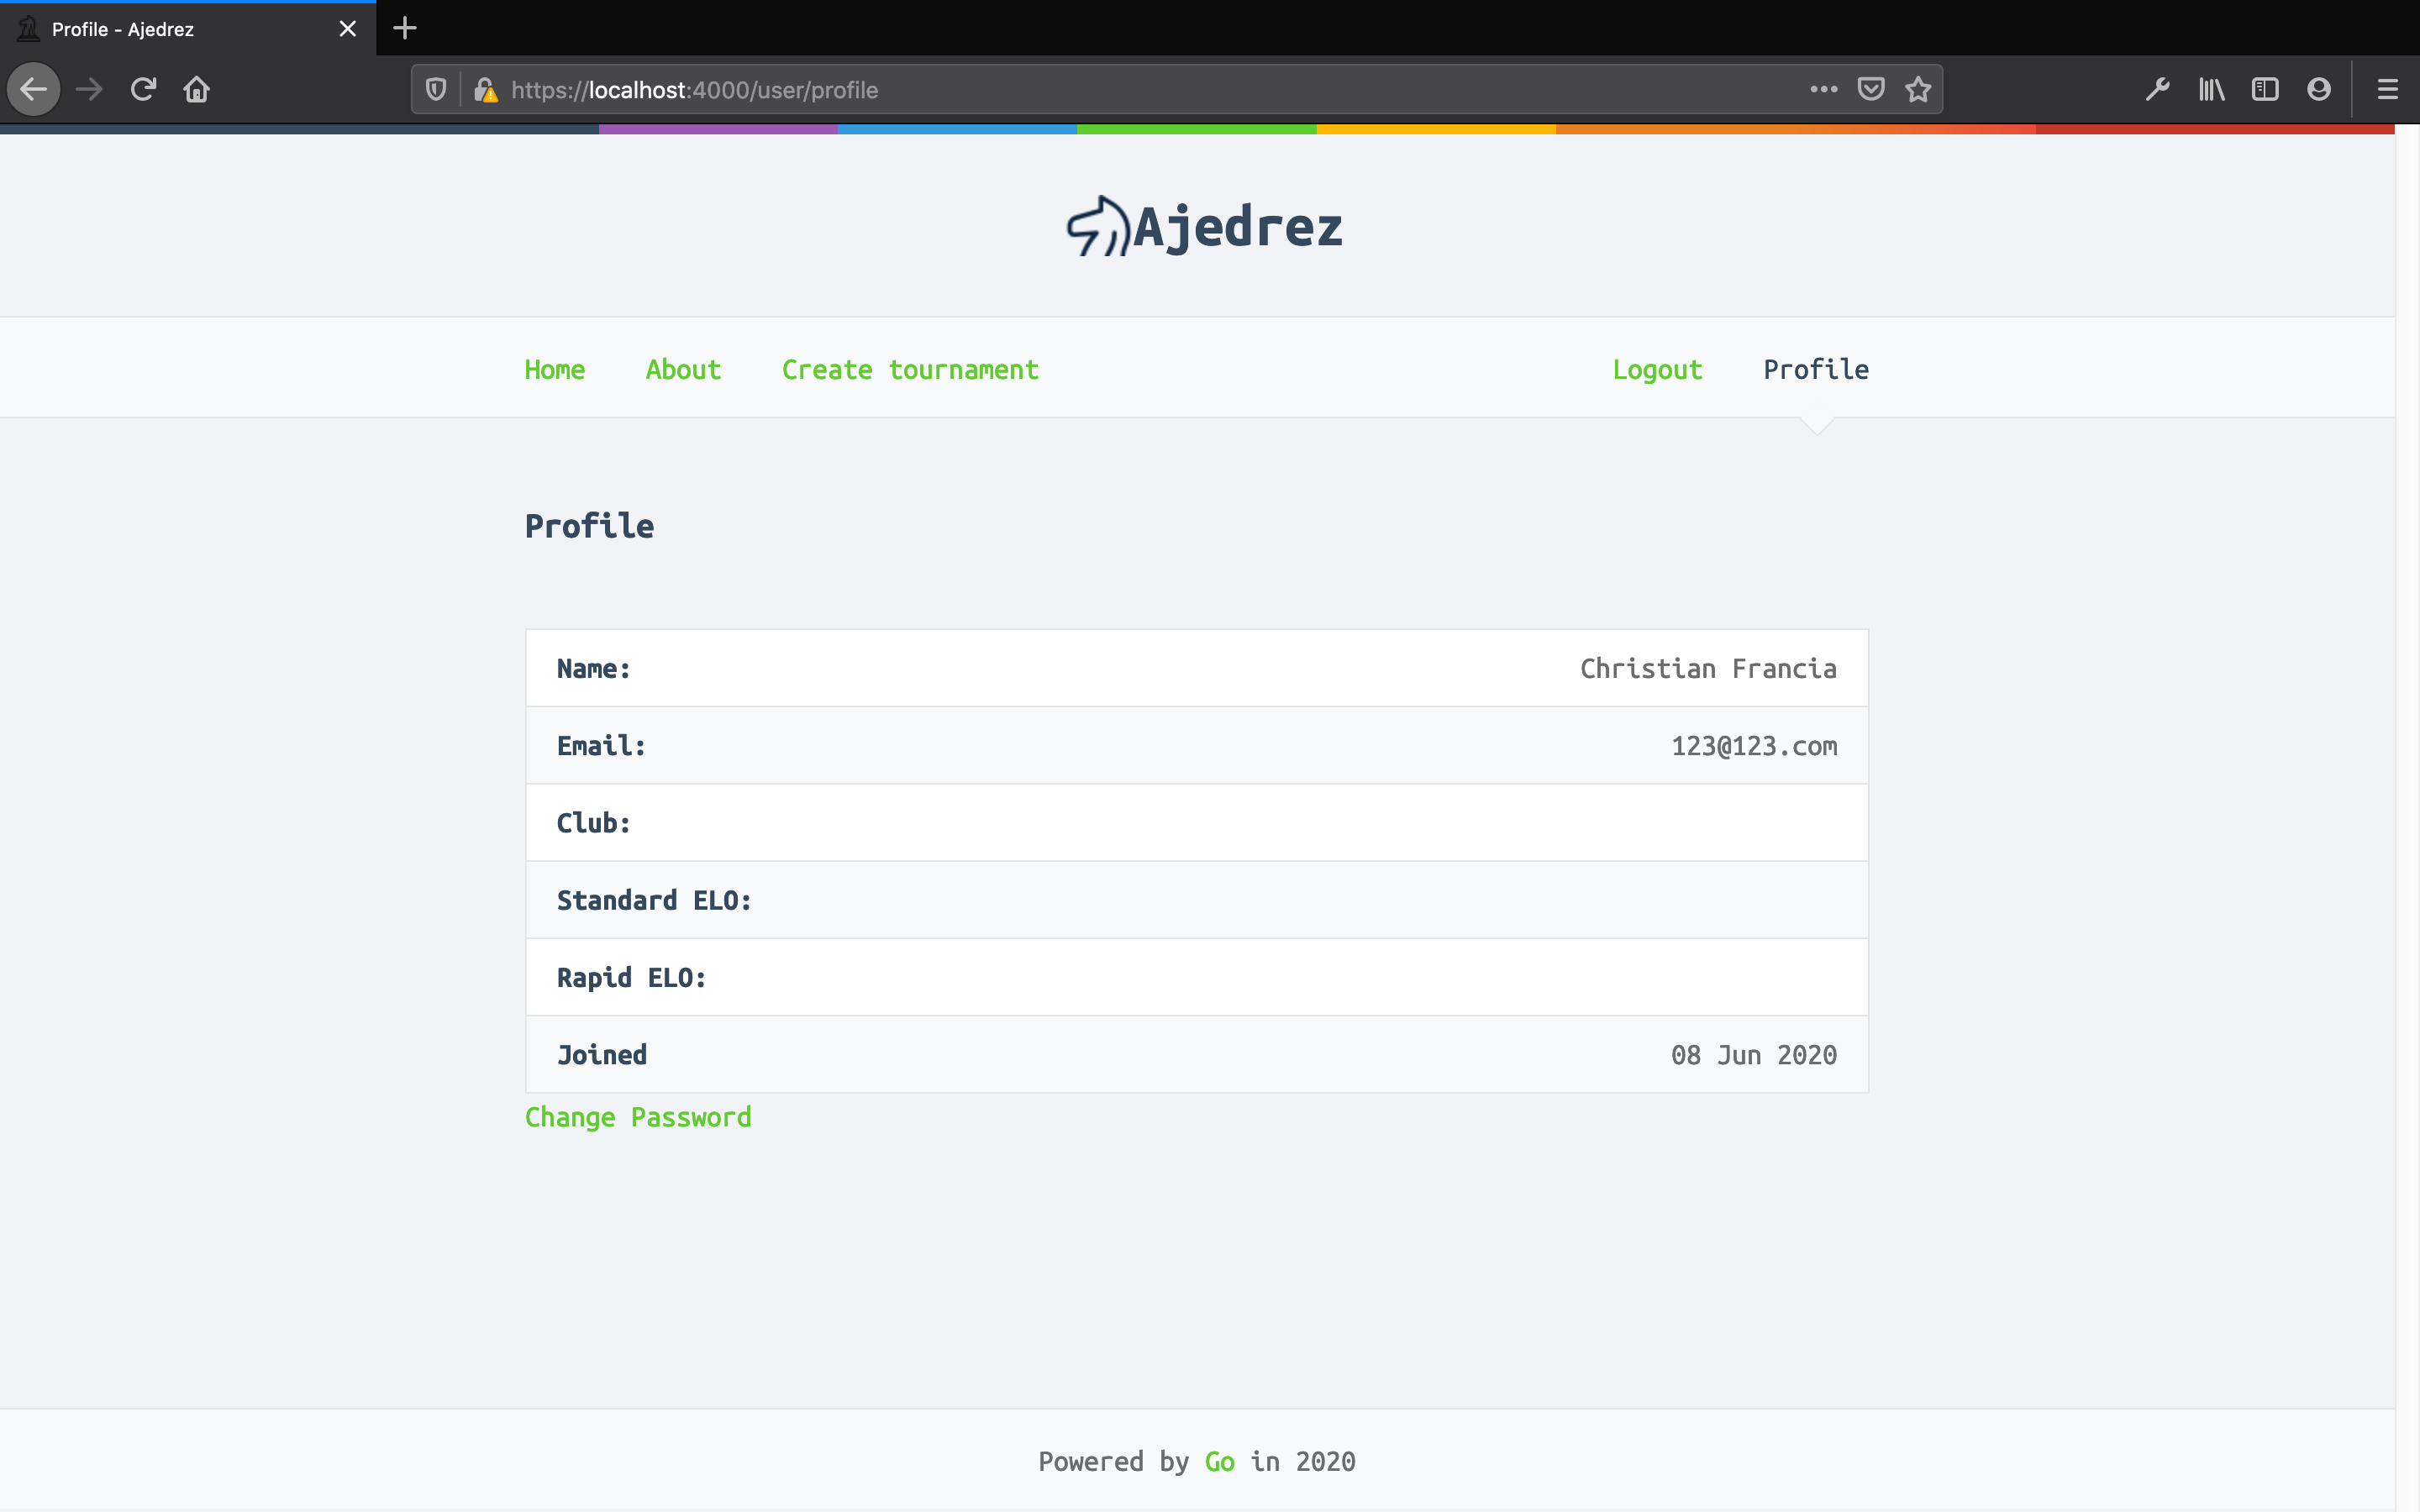 Profile - Ajedrez
https://localhost:4000/user/profile
Ajedrez
Home About Create tournament Logout Profile
Profile
Name: Christian Francia
Email: 123@123.com
Club:
Standard ELO:
Rapid ELO:
Joined 08 Jun 2020
Change Password
Powered by Go in 2020